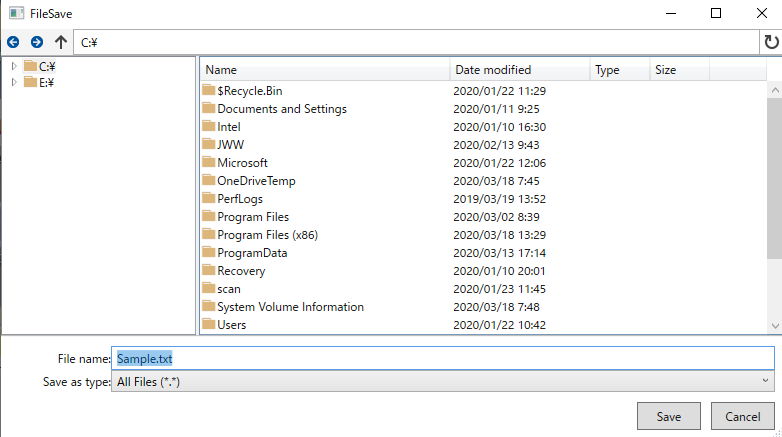 FileSave
C:¥
C:¥
E:¥
Name Date modified Type Size
$Recycle.Bin 2020/01/22 11:29
Documents and Settings 2020/01/11 9:25
Intel 2020/01/10 16:30
JWW 2020/02/13 9:43
Microsoft 2020/01/22 12:06
OneDriveTemp 2020/03/18 7:45
PerfLogs 2019/03/19 13:52
Program Files 2020/03/02 8:39
Program Files (x86) 2020/03/18 13:29
ProgramData 2020/03/13 17:14
Recovery 2020/01/10 20:01
scan 2020/01/23 11:45
System Volume Information 2020/03/18 7:48
Users 2020/01/22 10:42
File name: Sample.txt
Save as type: All Files (*.*)
Save Cancel